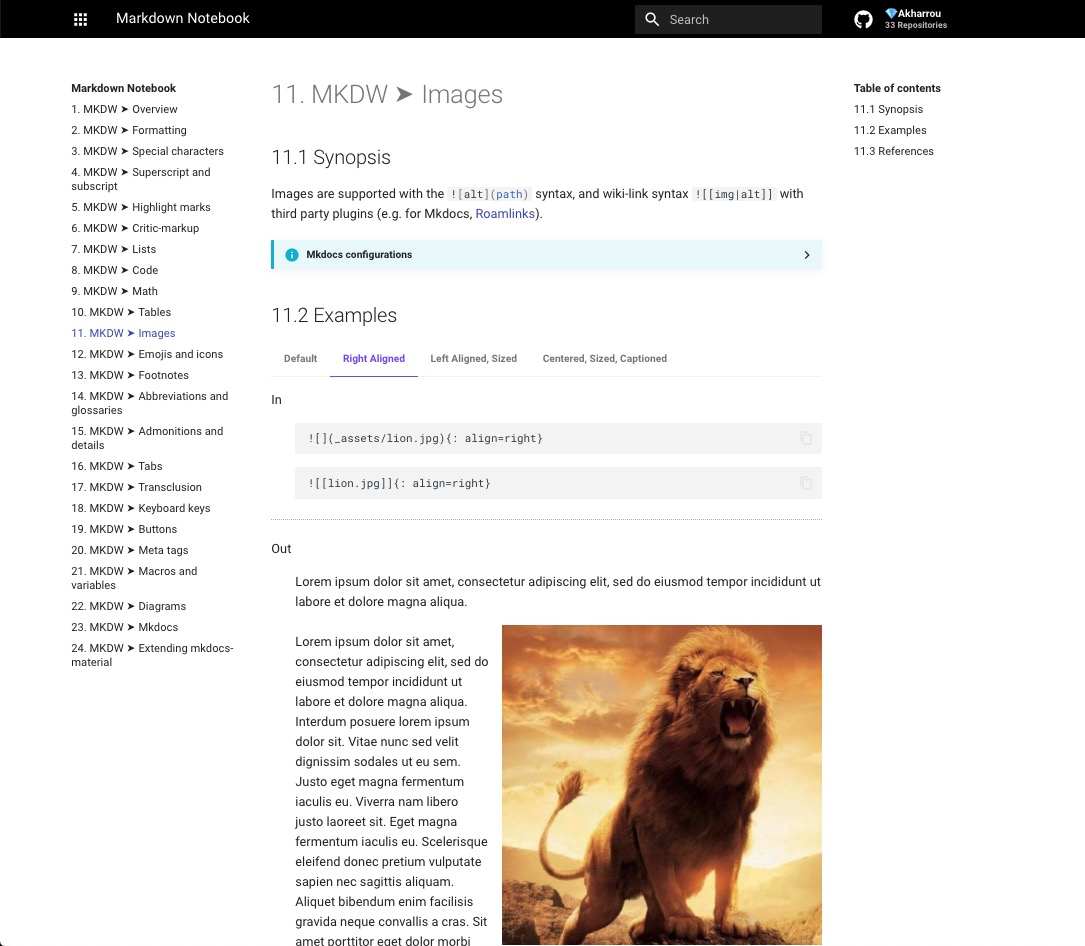 Markdown Notebook
Search
💎Akharrou
33 Repositories
Markdown Notebook
1. MKDW ➤ Overview
2. MKDW ➤ Formatting
3. MKDW ➤ Special characters
4. MKDW ➤ Superscript and
subscript
5. MKDW ➤ Highlight marks
6. MKDW ➤ Critic-markup
7. MKDW ➤ Lists
8. MKDW ➤ Code
9. MKDW ➤ Math
10. MKDW ➤ Tables
11. MKDW ➤ Images
12. MKDW ➤ Emojis and icons
13. MKDW ➤ Footnotes
14. MKDW ➤ Abbreviations and
glossaries
15. MKDW ➤ Admonitions and
details
16. MKDW ➤ Tabs
17. MKDW ➤ Transclusion
18. MKDW ➤ Keyboard keys
19. MKDW ➤ Buttons
20. MKDW ➤ Meta tags
21. MKDW ➤ Macros and
variables
22. MKDW ➤ Diagrams
23. MKDW ➤ Mkdocs
24. MKDW ➤ Extending mkdocs-
material
11. MKDW ➤ Images
11.1 Synopsis
Images are supported with the ![alt](path) syntax, and wiki-link syntax ![[img|alt]] with
third party plugins (e.g. for Mkdocs, Roamlinks).
Mkdocs configurations
11.2 Examples
Default
Right Aligned
Left Aligned, Sized
Centered, Sized, Captioned
In
![](_assets/lion.jpg){: align=right}
![[lion.jpg]]{: align=right}
Out
Lorem ipsum dolor sit amet, consectetur adipiscing elit, sed do eiusmod tempor incididunt ut
labore et dolore magna aliqua.
Lorem ipsum dolor sit amet,
consectetur adipiscing elit, sed do
eiusmod tempor incididunt ut
labore et dolore magna aliqua.
Interdum posuere lorem ipsum
dolor sit. Vitae nunc sed velit
dignissim sodales ut eu sem.
Justo eget magna fermentum
iaculis eu. Viverra nam libero
justo laoreet sit. Eget magna
fermentum iaculis eu. Scelerisque
eleifend donec pretium vulputate
sapien nec sagittis aliquam.
Aliquet bibendum enim facilisis
gravida neque convallis a cras. Sit
amet porttitor eget dolor morbi
Table of contents
11.1 Synopsis
11.2 Examples
11.3 References